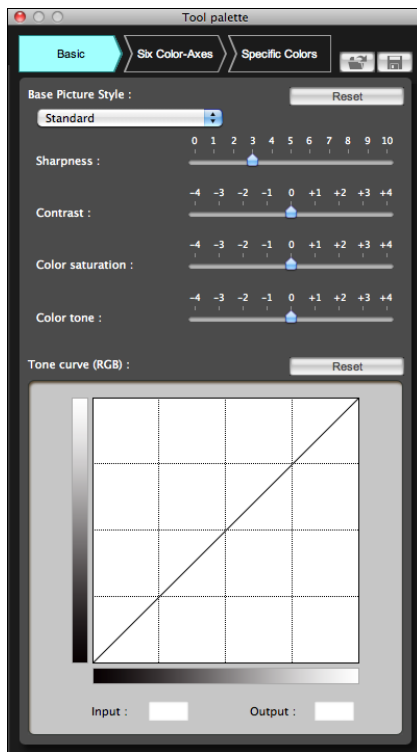 Tool palette
Basic Six Color-Axes Specific Colors
Base Picture Style : Reset
Standard
0 1 2 3 4 5 6 7 8 9 10
Sharpness :
−4 −3 −2 −1 0 +1 +2 +3 +4
Contrast :
−4 −3 −2 −1 0 +1 +2 +3 +4
Color saturation :
−4 −3 −2 −1 0 +1 +2 +3 +4
Color tone :
Tone curve (RGB) : Reset
Input : Output :